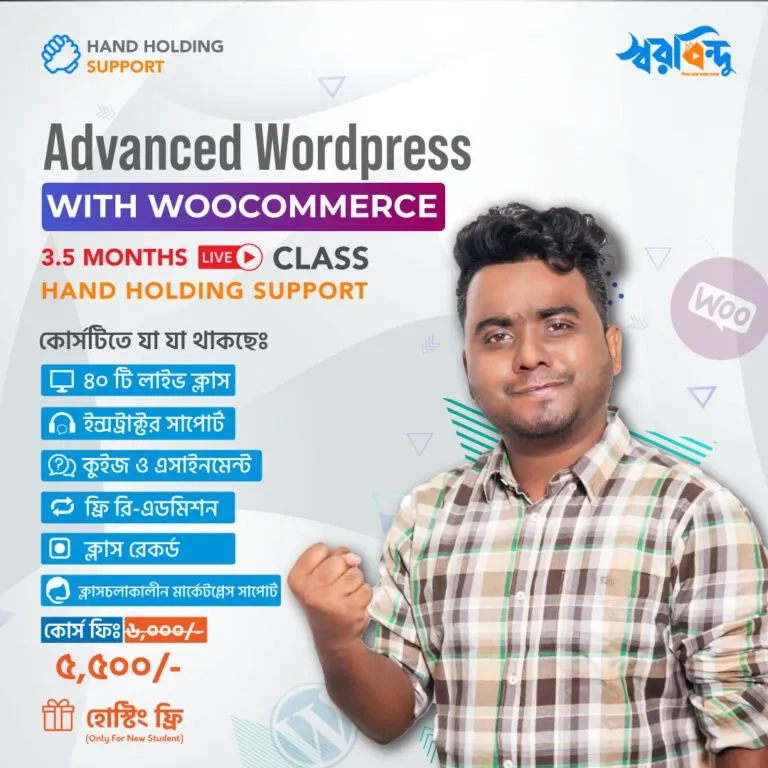 HAND HOLDING
SUPPORT
স্বরবিন্দু
Advanced Wordpress
WITH WOOCOMMERCE
3.5 MONTHS LIVE CLASS
HAND HOLDING SUPPORT
Woo
কোর্সটিতে যা যা থাকছেঃ
৪০ টি লাইভ ক্লাস
ইন্সট্রাক্টর সাপোর্ট
কুইজ ও এসাইনমেন্ট
ফ্রি রি-এডমিশন
ক্লাস রেকর্ড
ক্লাসচলাকালীন মার্কেটপ্লেস সাপোর্ট
কোর্স ফিঃ ৬,০০০/-
৫,৫০০/-
হোস্টিং ফ্রি
(Only For New Student)